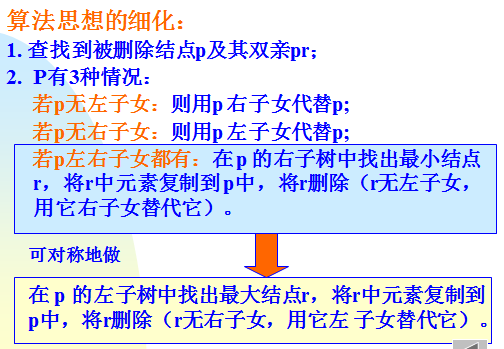 算法思想的细化：
1. 查找到被删除结点p及其双亲pr；
2. P有3种情况：
若p无左子女：则用p 右子女代替p;
若p无右子女：则用p 左子女代替p;
若p左右子女都有：在p 的右子树中找出最小结点
r，将r中元素复制到p中，将r删除（r无左子女，
用它右子女替代它）。
可对称地做
在 p 的左子树中找出最大结点r，将r中元素复制到
p中，将r删除（r无右子女，用它左 子女替代它）。